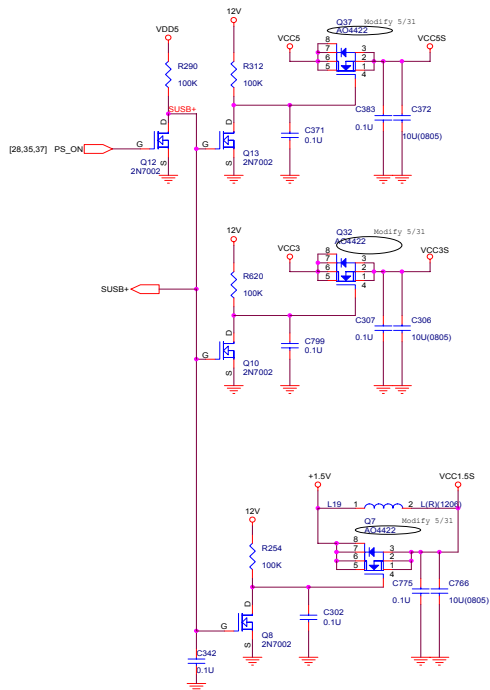 12V
Q37 Modify 5/31
VDD5
AO4422
VCC5
VCC5S
8
7
6
5
3
2
1
4
R290
100K
R312
100K
SUSB+
C383
0.1U
C372
10U(0805)
C371
0.1U
[28,35,37] PS_ON
G
D
S
Q12
2N7002
G
D
S
Q13
2N7002
12V
Q32 Modify 5/31
AO4422
VCC3
VCC3S
8
7
6
5
3
2
1
4
R620
100K
SUSB+
C307
0.1U
C306
10U(0805)
C799
0.1U
G
D
S
Q10
2N7002
+1.5V
VCC1.5S
L19
1
2
L(R)(1206)
12V
Q7 Modify 5/31
AO4422
8
7
6
5
3
2
1
4
R254
100K
C775
0.1U
C766
10U(0805)
C302
0.1U
G
D
S
Q8
2N7002
C342
0.1U